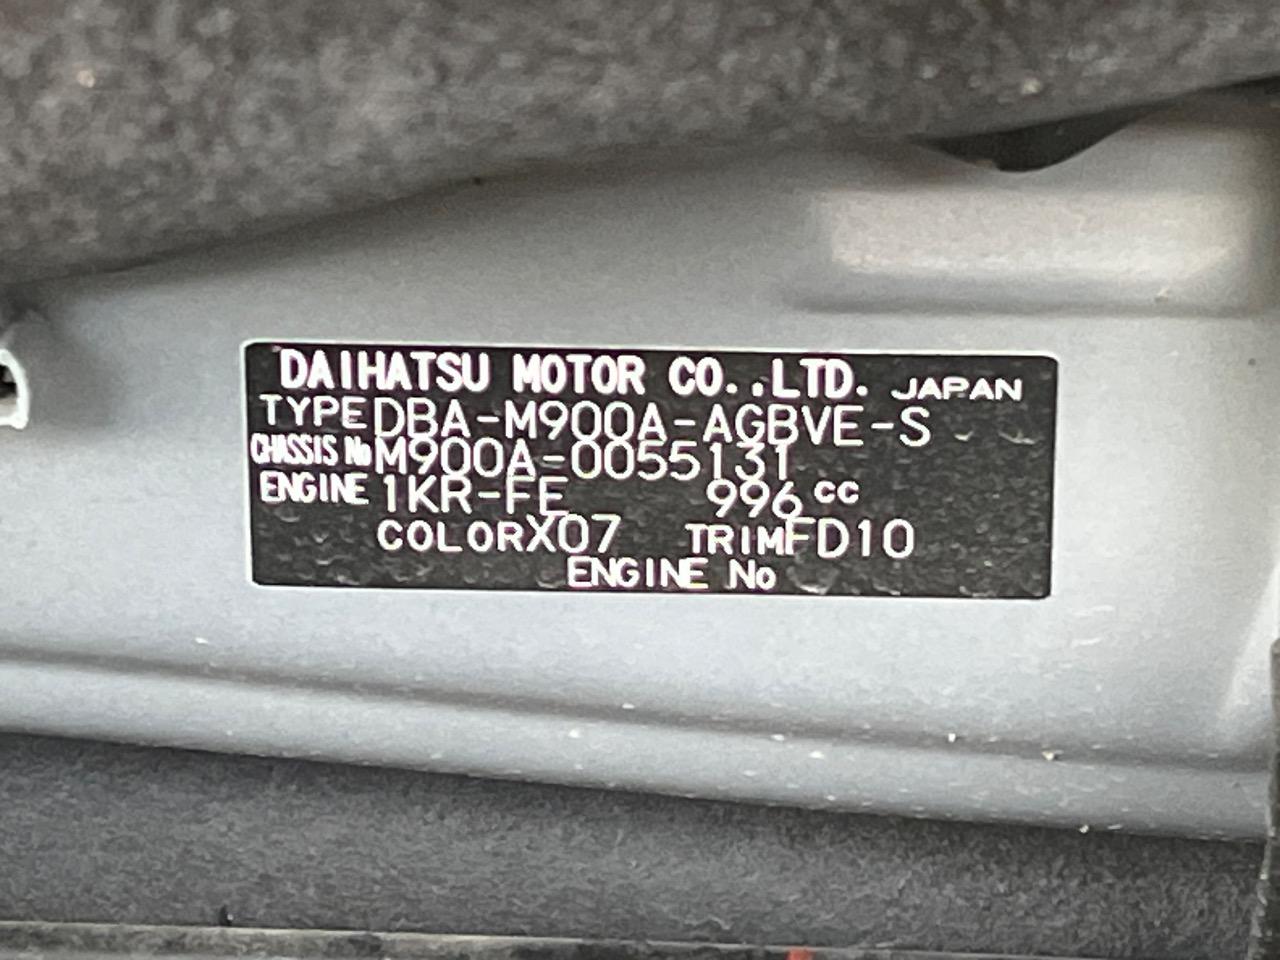 DAIHATSU MOTOR CO.,LTD. JAPAN
TYPE DBA-M900A-AGBVE-S
CHASSIS No M900A-0055131
ENGINE 1KR-FE 996 cc
COLOR X07 TRIM FD10
ENGINE No